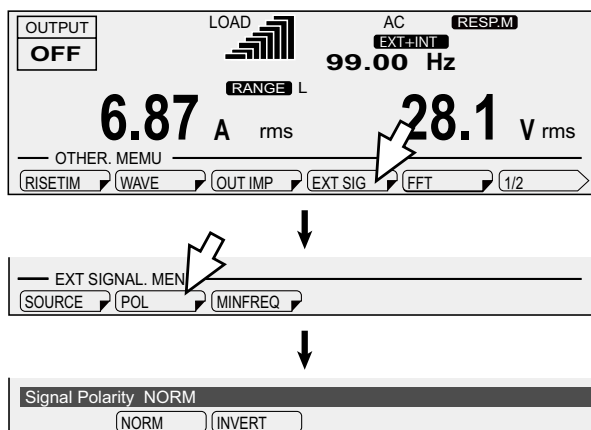 OUTPUT LOAD AC RESP.M
OFF EXT+INT
99.00 Hz
RANGE L
6.87 A rms 28.1 V rms
OTHER. MEMU
RISETIM WAVE OUT IMP EXT SIG FFT 1/2
EXT SIGNAL. MEN
SOURCE POL MINFREQ
Signal Polarity NORM
NORM INVERT